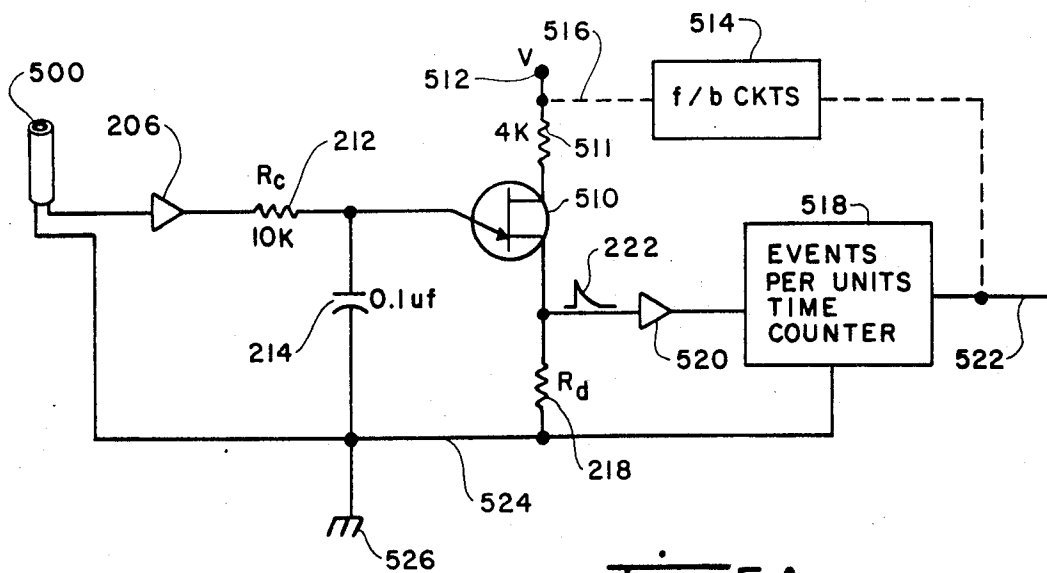 500
206
Rc
212
10K
0.1uf
214
V
512
516
514
f/b CKTS
4K
511
510
518
222
EVENTS
PER UNITS
TIME
COUNTER
520
522
Rd
218
524
526